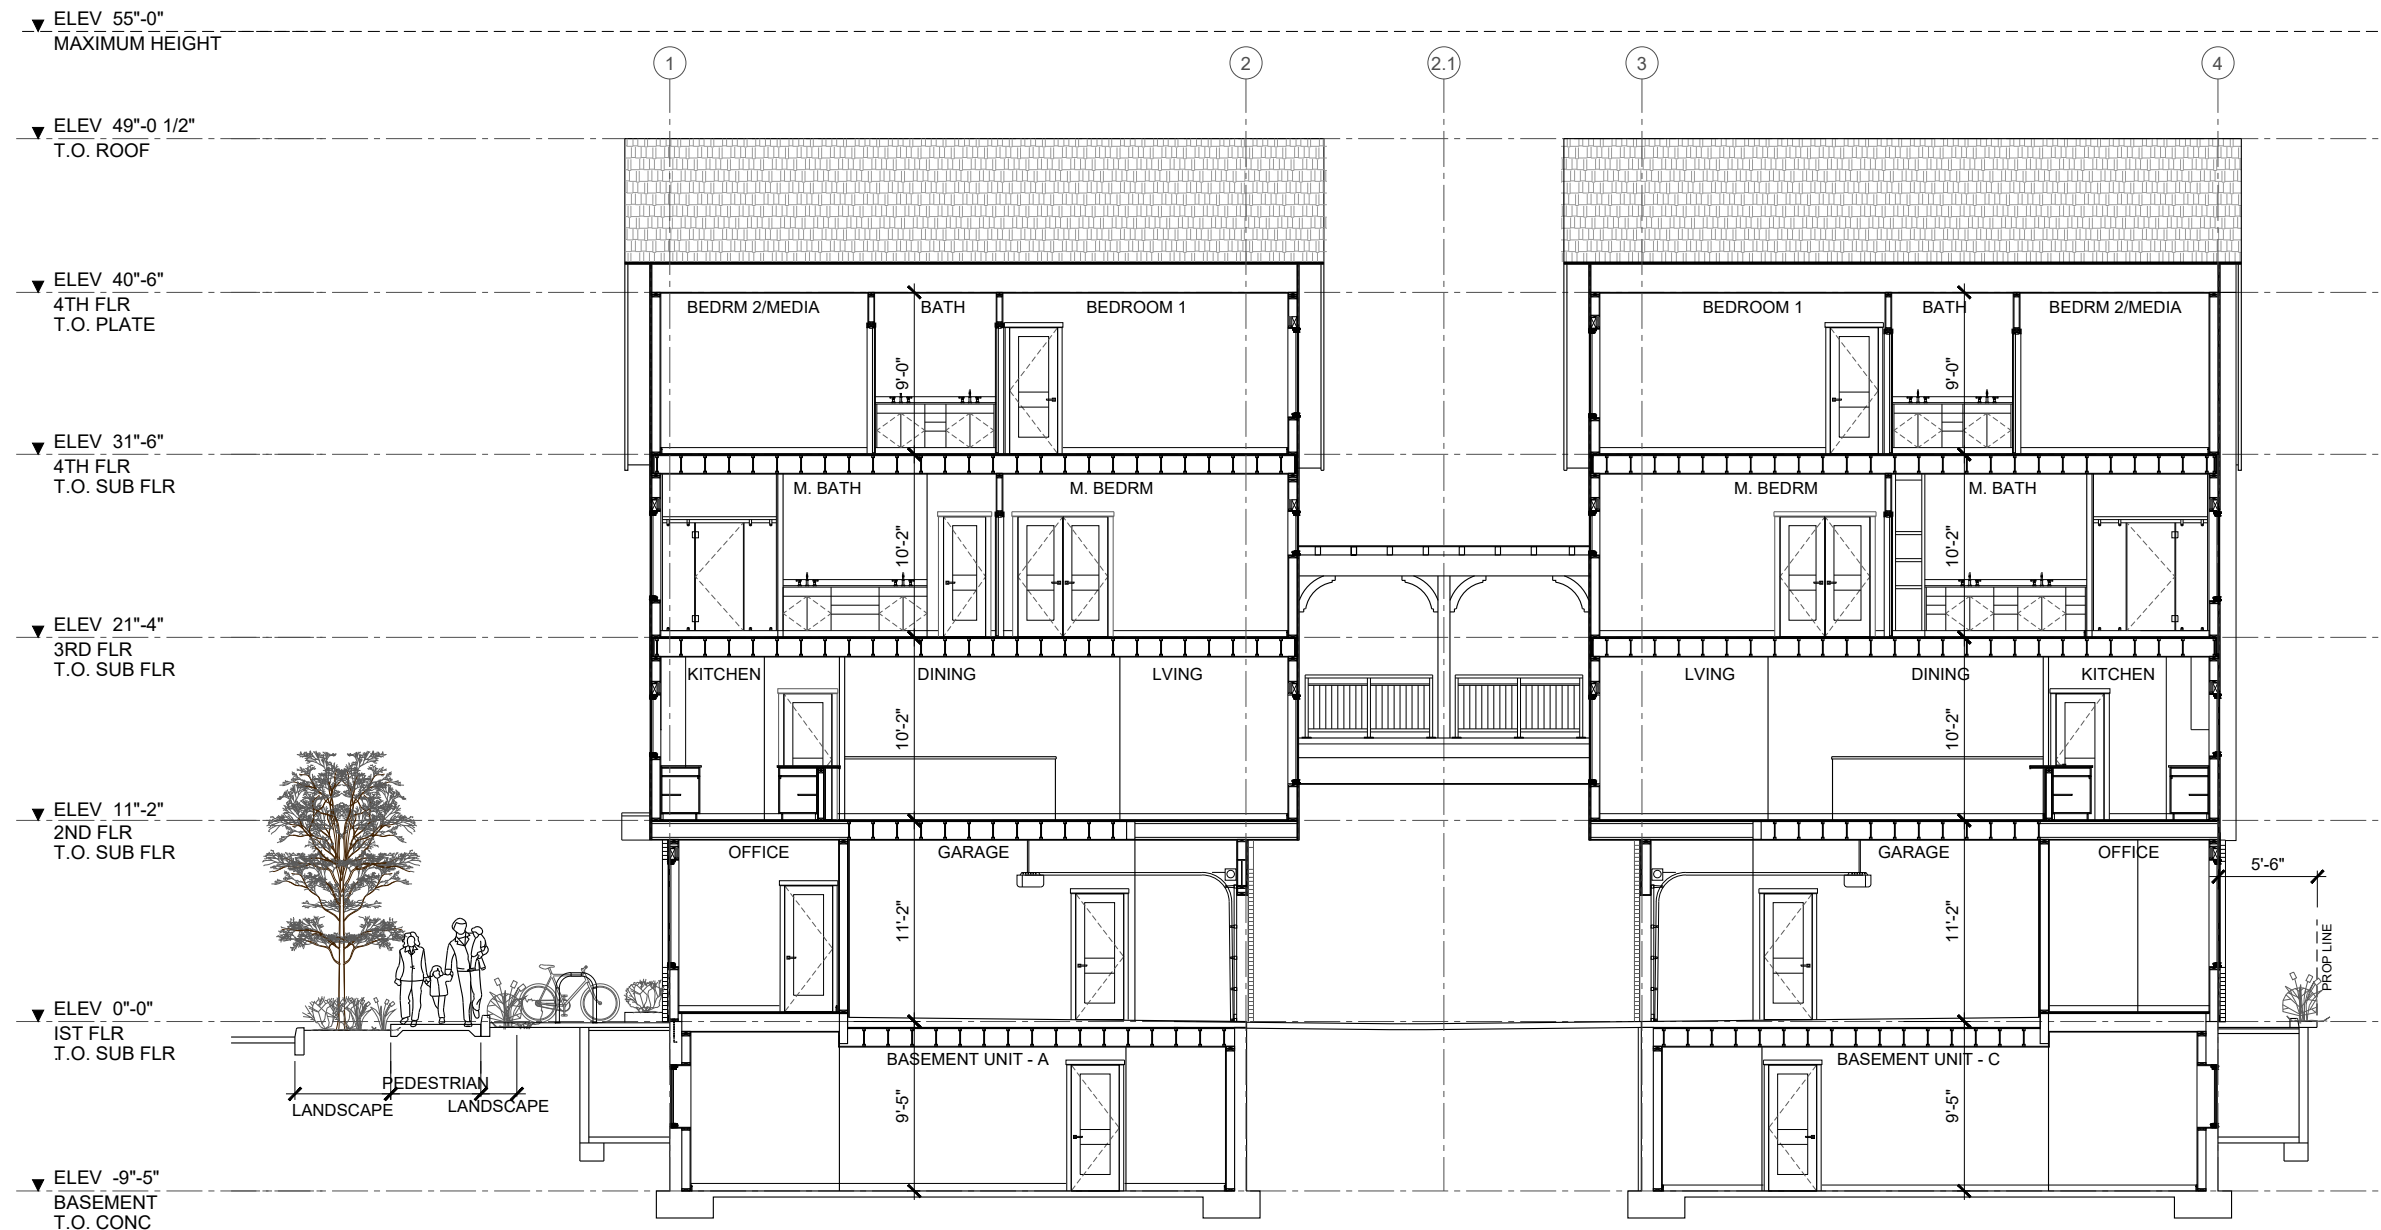 ELEV 55"-0"
MAXIMUM HEIGHT
1
2
2.1
3
4
ELEV 49"-0 1/2"
T.O. ROOF
ELEV 40"-6"
4TH FLR
T.O. PLATE
BEDRM 2/MEDIA
BATH
BEDROOM 1
BEDROOM 1
BATH
BEDRM 2/MEDIA
9'-0"
9'-0"
ELEV 31"-6"
4TH FLR
T.O. SUB FLR
M. BATH
M. BEDRM
M. BEDRM
M. BATH
10'-2"
10'-2"
ELEV 21"-4"
3RD FLR
T.O. SUB FLR
KITCHEN
DINING
LVING
LVING
DINING
KITCHEN
10'-2"
10'-2"
ELEV 11"-2"
2ND FLR
T.O. SUB FLR
OFFICE
GARAGE
GARAGE
OFFICE
5'-6"
11'-2"
11'-2"
PROP LINE
ELEV 0"-0"
IST FLR
T.O. SUB FLR
BASEMENT UNIT - A
BASEMENT UNIT - C
PEDESTRIAN
LANDSCAPE
LANDSCAPE
9'-5"
9'-5"
ELEV -9"-5"
BASEMENT
T.O. CONC